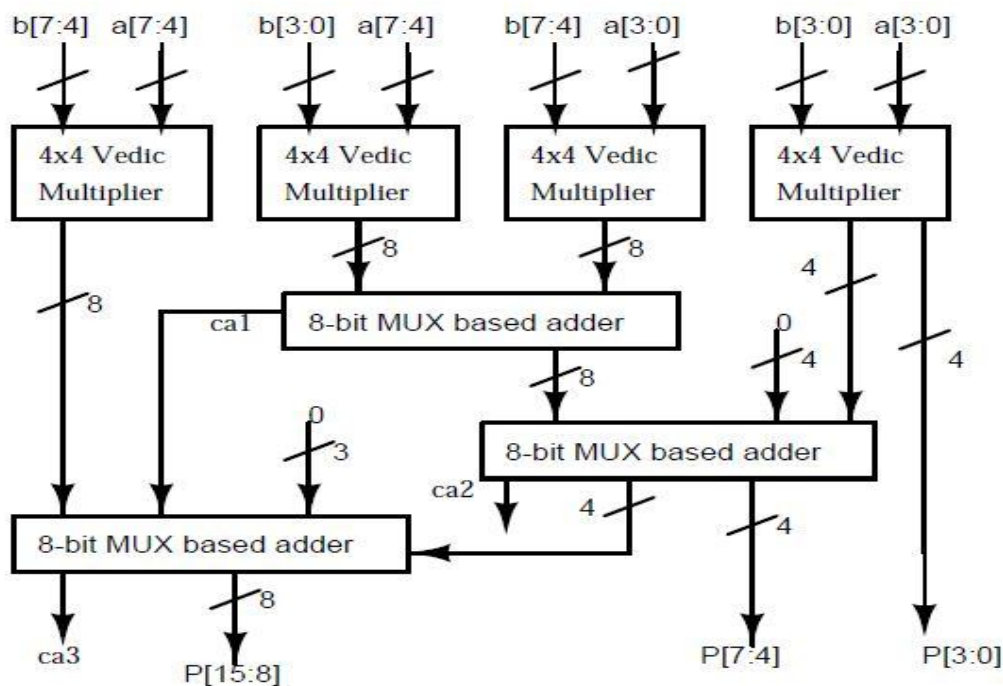 b[7:4] a[7:4] b[3:0] a[3:0]
b[7:4] a[3:0] b[3:0] a[3:0]
4x4 Vedic
Multiplier
4x4 Vedic
Multiplier
4x4 Vedic
Multiplier
4x4 Vedic
Multiplier
8
8
8
4
4
ca1
8-bit MUX based adder
8
0
4
0
3
8-bit MUX based adder
ca2
4
4
8-bit MUX based adder
8
ca3
P[15:8]
P[7:4]
P[3:0]